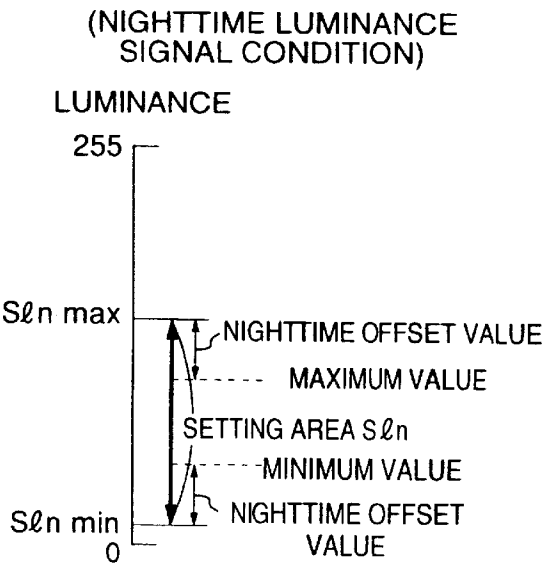 (NIGHTTIME LUMINANCE
SIGNAL CONDITION)
LUMINANCE
255
Sℓn max
NIGHTTIME OFFSET VALUE
MAXIMUM VALUE
SETTING AREA Sℓn
MINIMUM VALUE
Sℓn min
NIGHTTIME OFFSET
VALUE
0